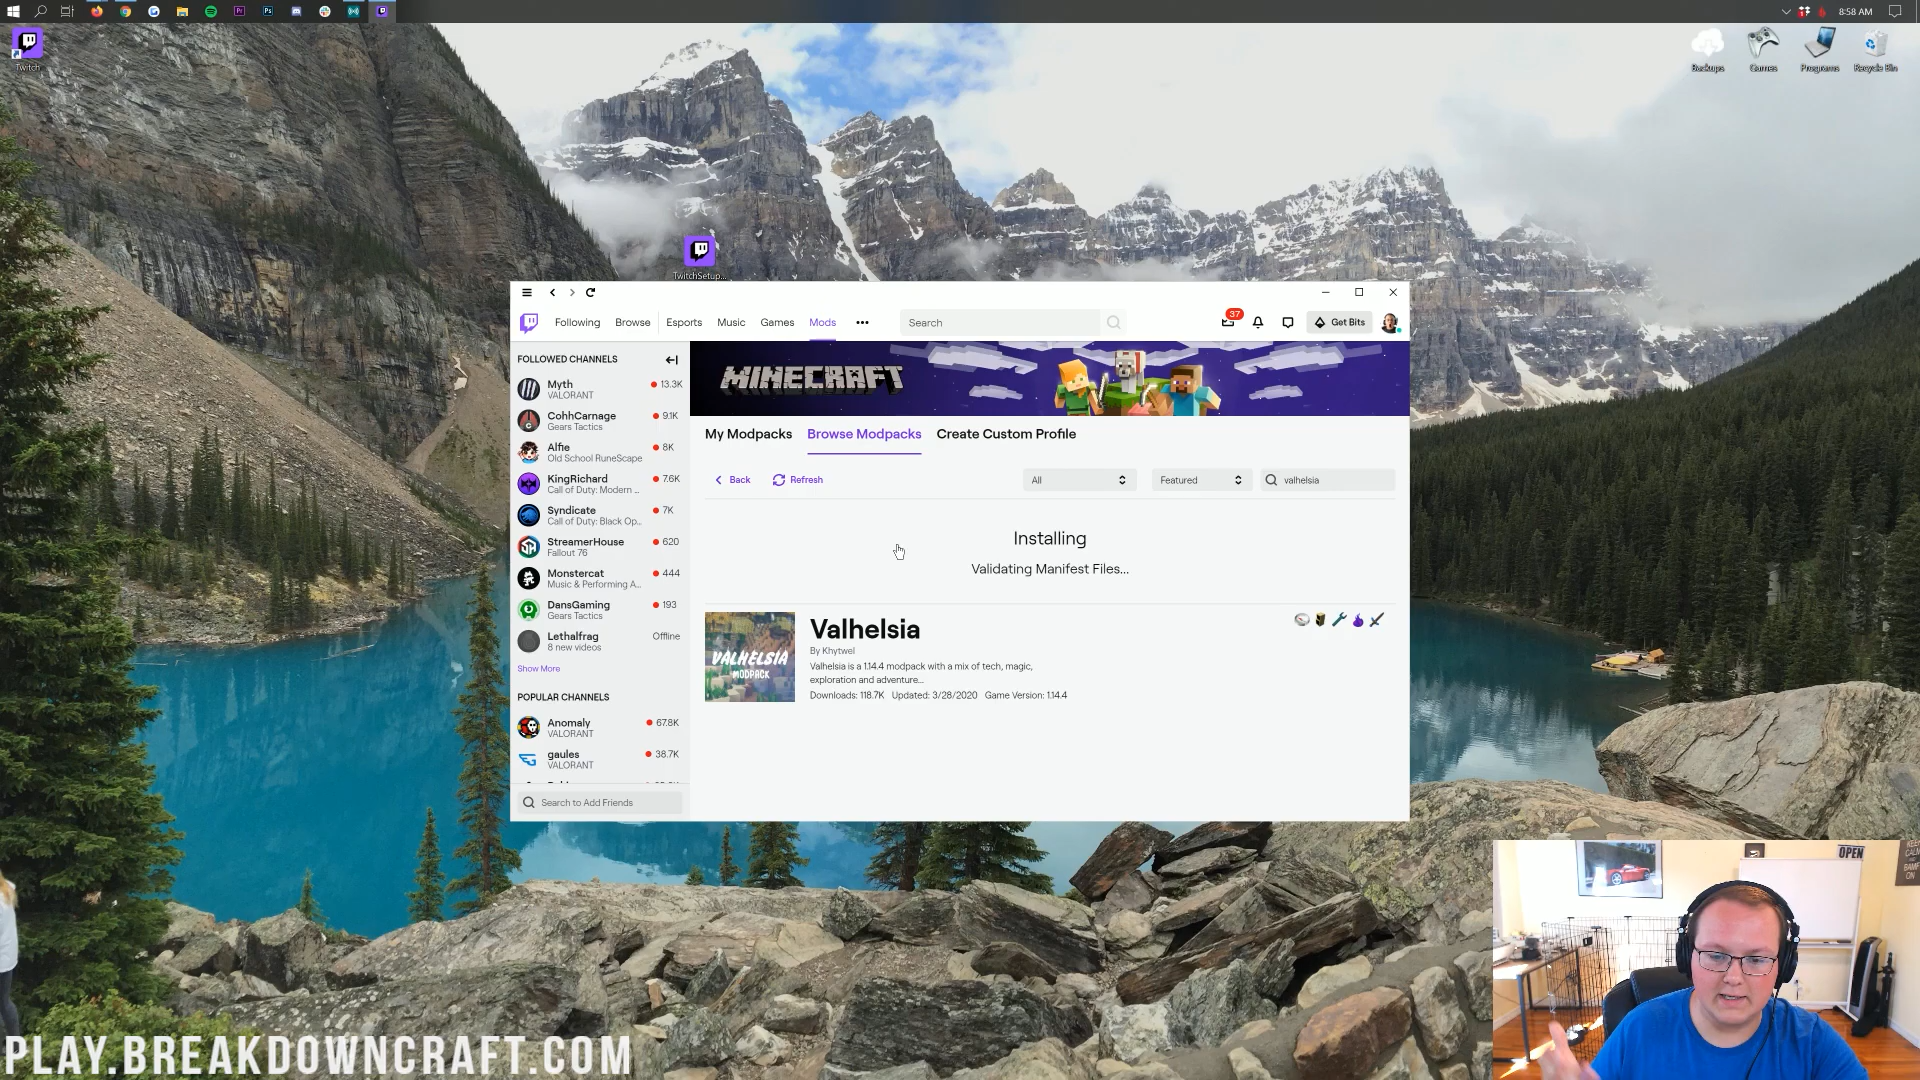 8:58 AM
Twitch
Backups
Games
Programs
Recycle Bin
TwitchSetup...
Following
Browse
Esports
Music
Games
Mods
Search
37
Get Bits
FOLLOWED CHANNELS
Myth
13.3K
VALORANT
CohhCarnage
9.1K
Gears Tactics
Alfie
8K
Old School RuneScape
KingRichard
7.6K
Call of Duty: Modern ...
Syndicate
7K
Call of Duty: Black Op...
StreamerHouse
620
Fallout 76
Monstercat
444
Music & Performing A...
DansGaming
193
Gears Tactics
Lethalfrag
Offline
8 new videos
Show More
POPULAR CHANNELS
Anomaly
67.8K
VALORANT
gaules
38.7K
VALORANT
Search to Add Friends
MINECRAFT
My Modpacks
Browse Modpacks
Create Custom Profile
Back
Refresh
All
Featured
valhelsia
Installing
Validating Manifest Files...
VALHELSIA
MODPACK
Valhelsia
By Khytwel
Valhelsia is a 1.14.4 modpack with a mix of tech, magic,
exploration and adventure...
Downloads: 118.7K Updated: 3/28/2020 Game Version: 1.14.4
OPEN
KEEP
CALM
PLAY.BREAKDOWNCRAFT.COM